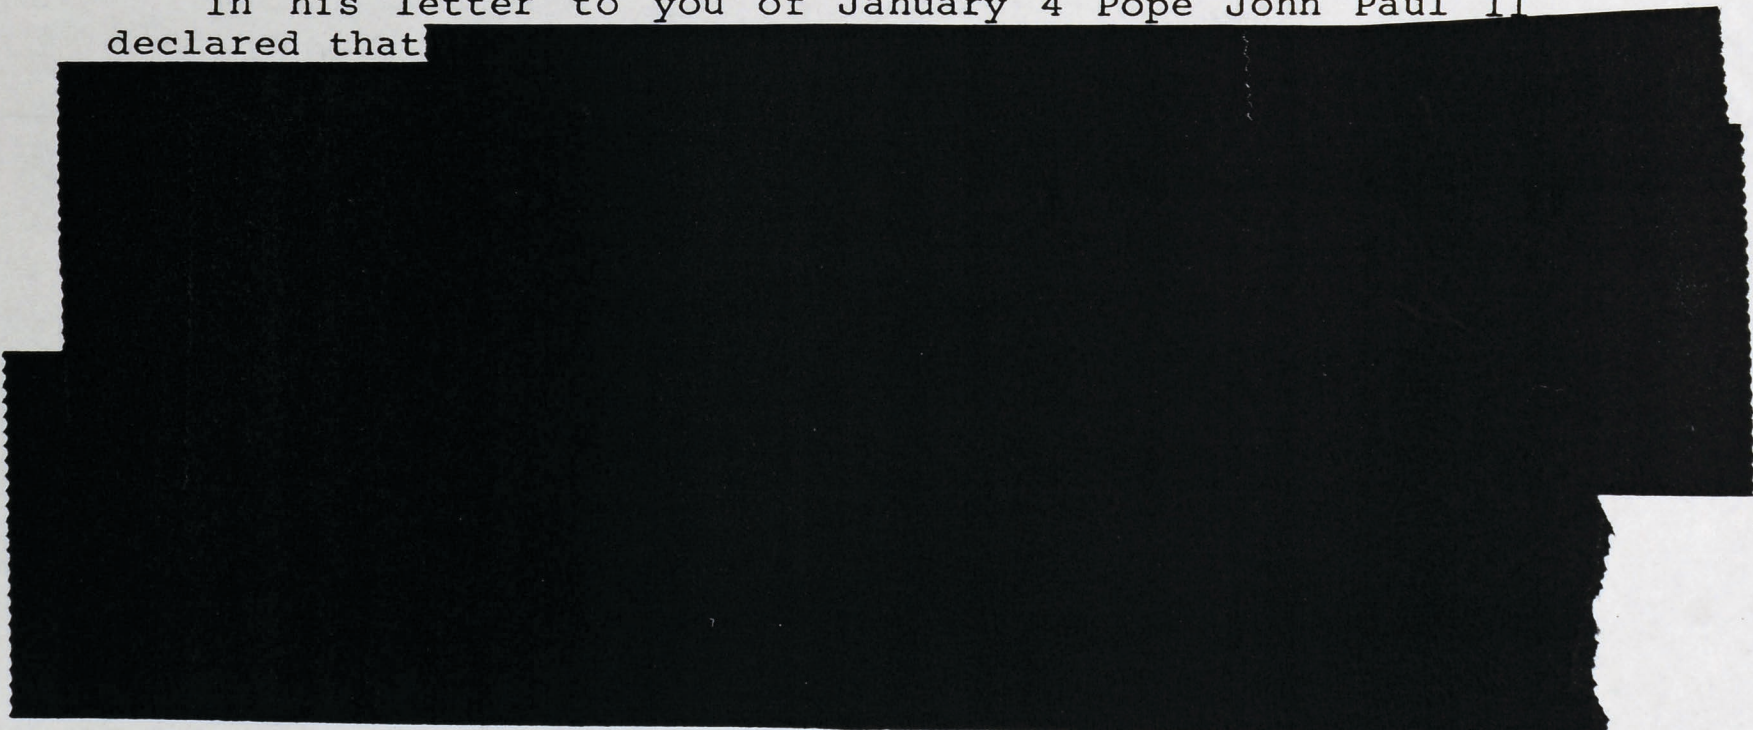 In his letter to you of January 4 Pope John Paul II
declared that